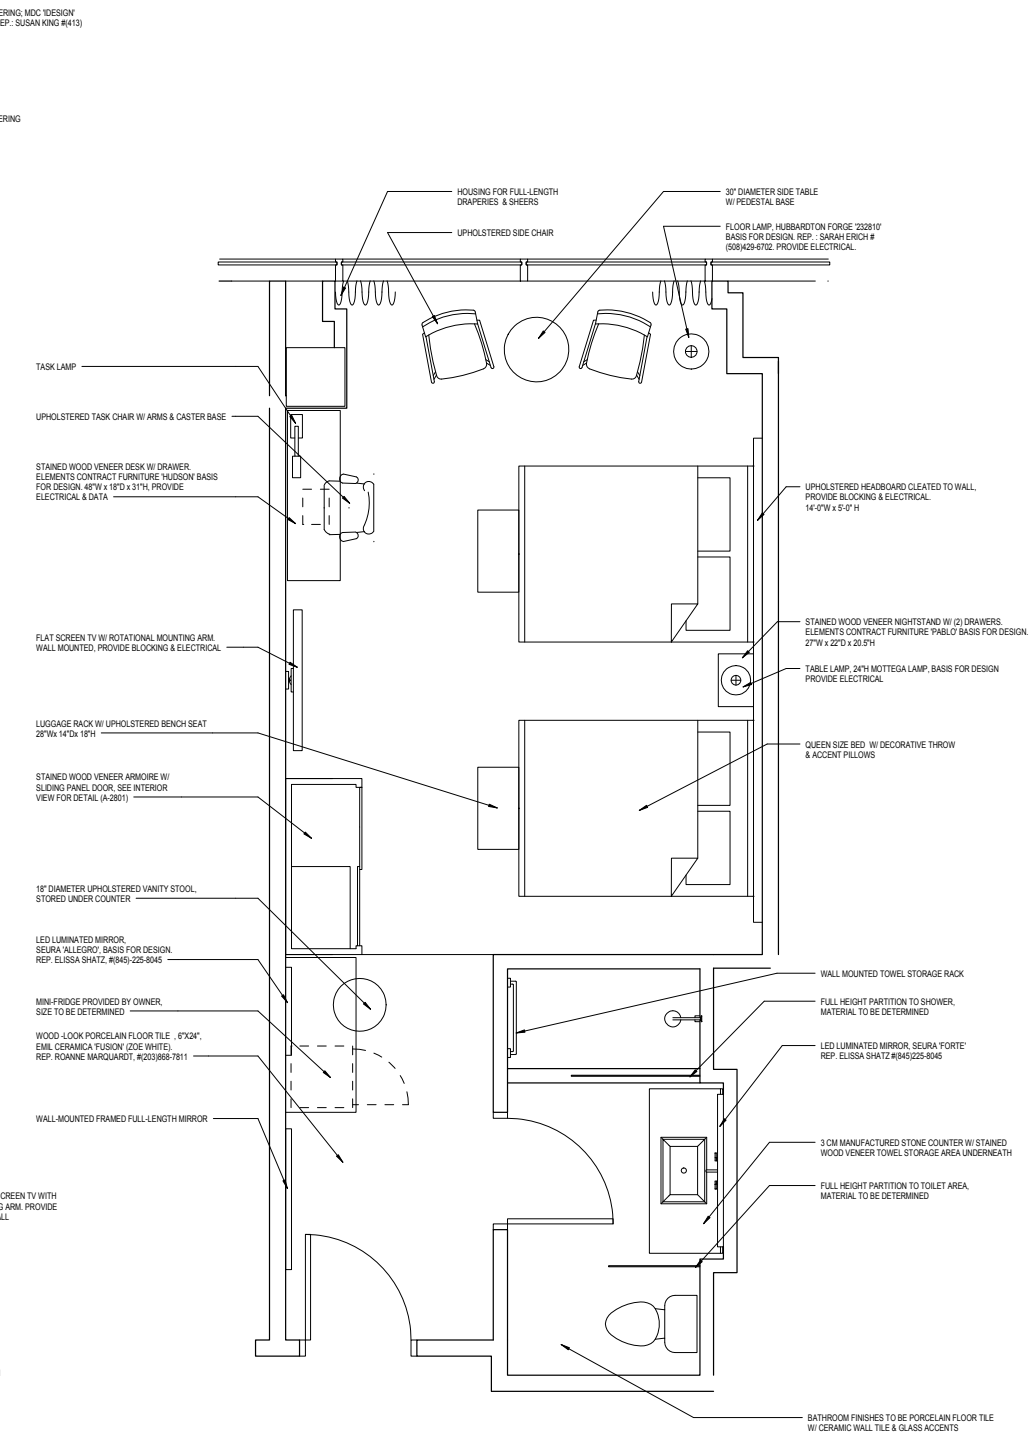 ERING; MDC 'IDESIGN'
EP.: SUSAN KING #(413)
ERING
HOUSING FOR FULL-LENGTH
DRAPERIES & SHEERS
UPHOLSTERED SIDE CHAIR
30" DIAMETER SIDE TABLE
W/ PEDESTAL BASE
FLOOR LAMP, HUBBARDTON FORGE '232810'
BASIS FOR DESIGN. REP. : SARAH ERICH #
(508)429-6702. PROVIDE ELECTRICAL.
TASK LAMP
UPHOLSTERED TASK CHAIR W/ ARMS & CASTER BASE
STAINED WOOD VENEER DESK W/ DRAWER.
ELEMENTS CONTRACT FURNITURE 'HUDSON' BASIS
FOR DESIGN. 48"W x 18"D x 31"H, PROVIDE
ELECTRICAL & DATA
FLAT SCREEN TV W/ ROTATIONAL MOUNTING ARM.
WALL MOUNTED, PROVIDE BLOCKING & ELECTRICAL
LUGGAGE RACK W/ UPHOLSTERED BENCH SEAT
28"Wx 14"Dx 18"H
STAINED WOOD VENEER ARMOIRE W/
SLIDING PANEL DOOR, SEE INTERIOR
VIEW FOR DETAIL (A-2801)
18" DIAMETER UPHOLSTERED VANITY STOOL,
STORED UNDER COUNTER
LED LUMINATED MIRROR,
SEURA 'ALLEGRO', BASIS FOR DESIGN.
REP. ELISSA SHATZ, #(845)-225-8045
MINI-FRIDGE PROVIDED BY OWNER,
SIZE TO BE DETERMINED
WOOD -LOOK PORCELAIN FLOOR TILE , 6"X24",
EMIL CERAMICA 'FUSION' (ZOE WHITE).
REP. ROANNE MARQUARDT, #(203)868-7811
WALL-MOUNTED FRAMED FULL-LENGTH MIRROR
SCREEN TV WITH
G ARM. PROVIDE
ALL
UPHOLSTERED HEADBOARD CLEATED TO WALL,
PROVIDE BLOCKING & ELECTRICAL.
14'-0"W x 5'-0" H
STAINED WOOD VENEER NIGHTSTAND W/ (2) DRAWERS.
ELEMENTS CONTRACT FURNITURE 'PABLO' BASIS FOR DESIGN.
27"W x 22"D x 20.5"H
TABLE LAMP, 24"H MOTTEGA LAMP, BASIS FOR DESIGN
PROVIDE ELECTRICAL
QUEEN SIZE BED W/ DECORATIVE THROW
& ACCENT PILLOWS
WALL MOUNTED TOWEL STORAGE RACK
FULL HEIGHT PARTITION TO SHOWER,
MATERIAL TO BE DETERMINED
LED LUMINATED MIRROR, SEURA 'FORTE'
REP. ELISSA SHATZ #(845)225-8045
3 CM MANUFACTURED STONE COUNTER W/ STAINED
WOOD VENEER TOWEL STORAGE AREA UNDERNEATH
FULL HEIGHT PARTITION TO TOILET AREA,
MATERIAL TO BE DETERMINED
BATHROOM FINISHES TO BE PORCELAIN FLOOR TILE
W/ CERAMIC WALL TILE & GLASS ACCENTS